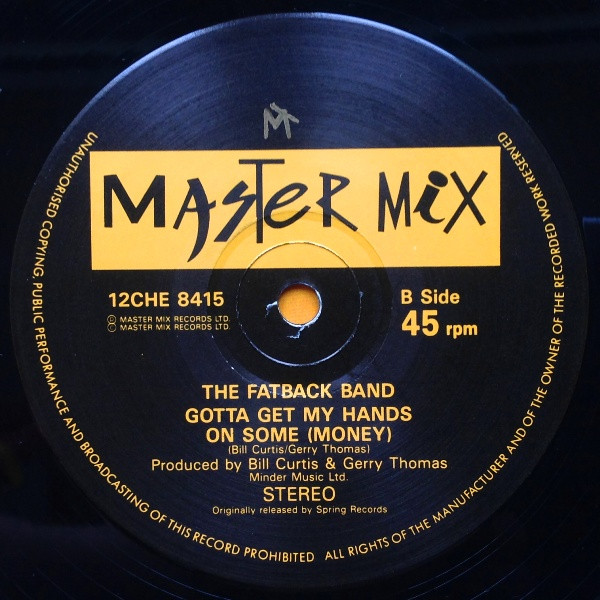 MT
MASTER MiX
12CHE 8415
B Side
© MASTER MIX RECORDS LTD.
℗ MASTER MIX RECORDS LTD.
45 rpm
THE FATBACK BAND
GOTTA GET MY HANDS
ON SOME (MONEY)
(Bill Curtis/Gerry Thomas)
Produced by Bill Curtis & Gerry Thomas
Minder Music Ltd.
STEREO
Originally released by Spring Records
UNAUTHORISED COPYING, PUBLIC PERFORMANCE AND BROADCASTING OF THIS RECORD PROHIBITED ALL RIGHTS OF THE MANUFACTURER AND OF THE OWNER OF THE RECORDED WORK RESERVED